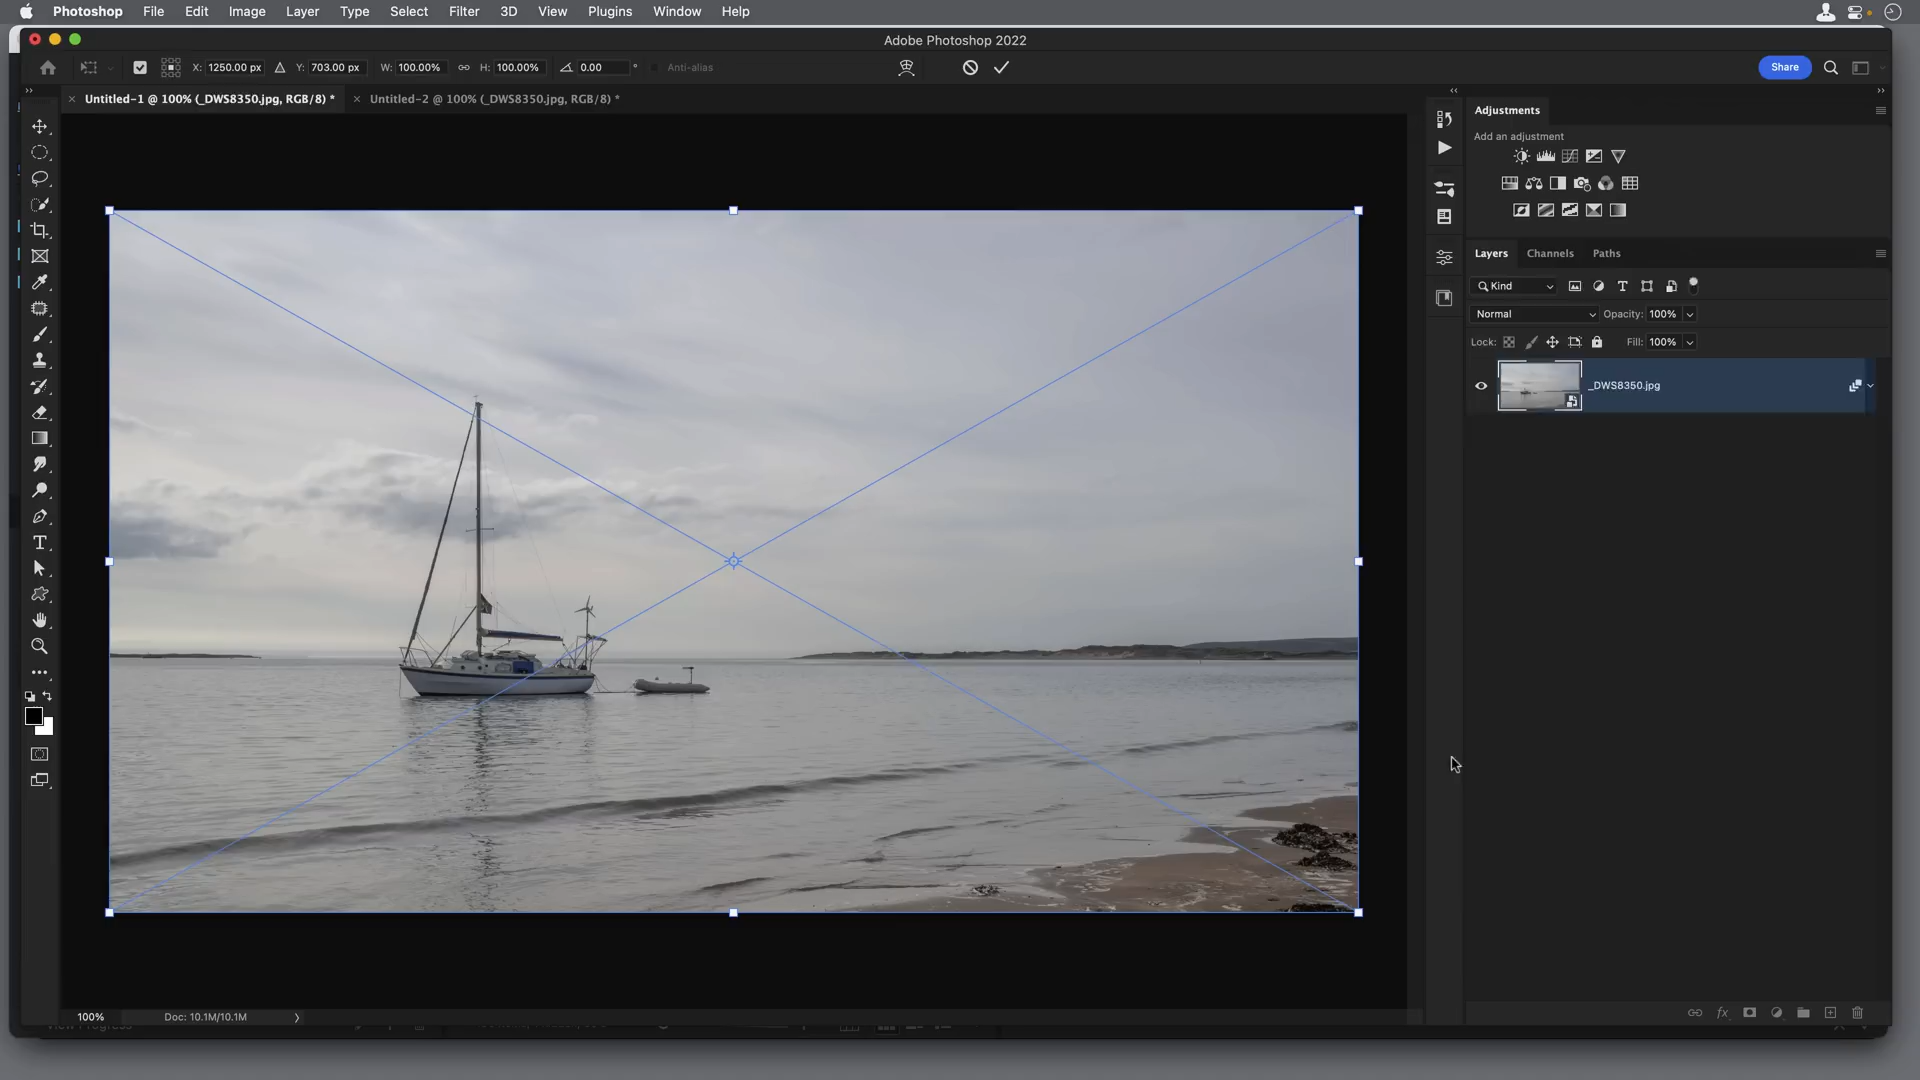 Photoshop File Edit Image Layer Type Select Filter 3D View Plugins Window Help
Adobe Photoshop 2022
X: 1250.00 px Y: 703.00 px W: 100.00% H: 100.00% 0.00 ° Anti-alias Share
Untitled-1 @ 100% (_DWS8350.jpg, RGB/8) * Untitled-2 @ 100% (_DWS8350.jpg, RGB/8) *
Adjustments
Add an adjustment
Layers Channels Paths
Kind
Normal Opacity: 100%
Lock: Fill: 100%
_DWS8350.jpg
100% Doc: 10.1M/10.1M
View Progress